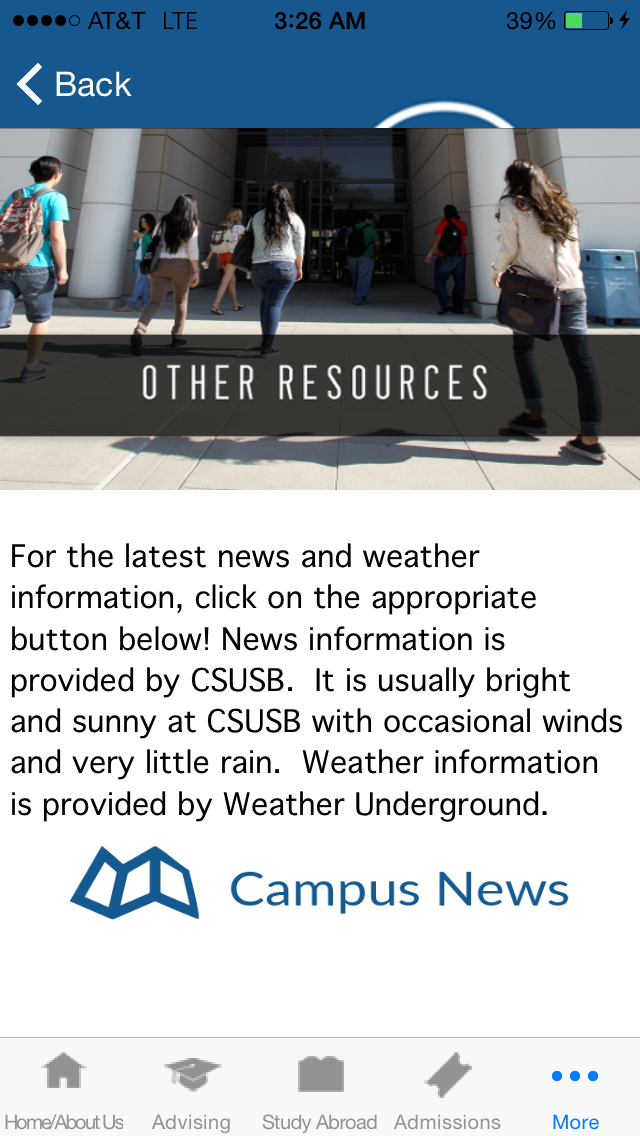 AT&T LTE 3:26 AM 39%
Back
OTHER RESOURCES
For the latest news and weather
information, click on the appropriate
button below! News information is
provided by CSUSB.  It is usually bright
and sunny at CSUSB with occasional winds
and very little rain.  Weather information
is provided by Weather Underground.
Campus News
Home/About Us Advising Study Abroad Admissions More